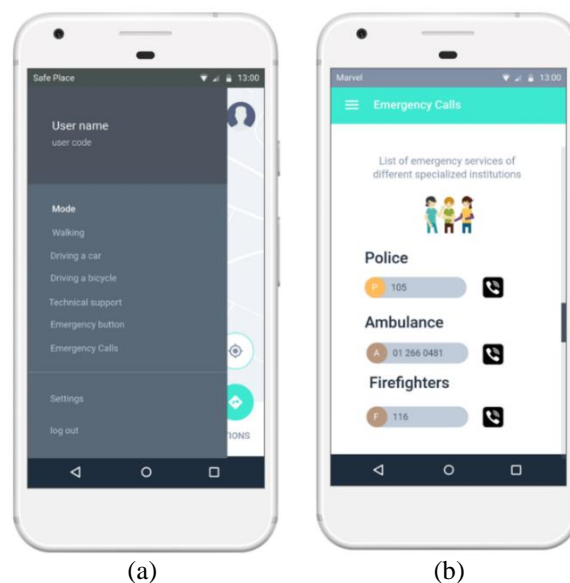 Safe Place 13:00
User name
user code
Mode
Walking
Driving a car
Driving a bicycle
Technical support
Emergency button
Emergency Calls
Settings
log out
TIONS
(a)
Marvel 13:00
Emergency Calls
List of emergency services of
different specialized institutions
Police
P 105
Ambulance
A 01 266 0481
Firefighters
F 116
(b)